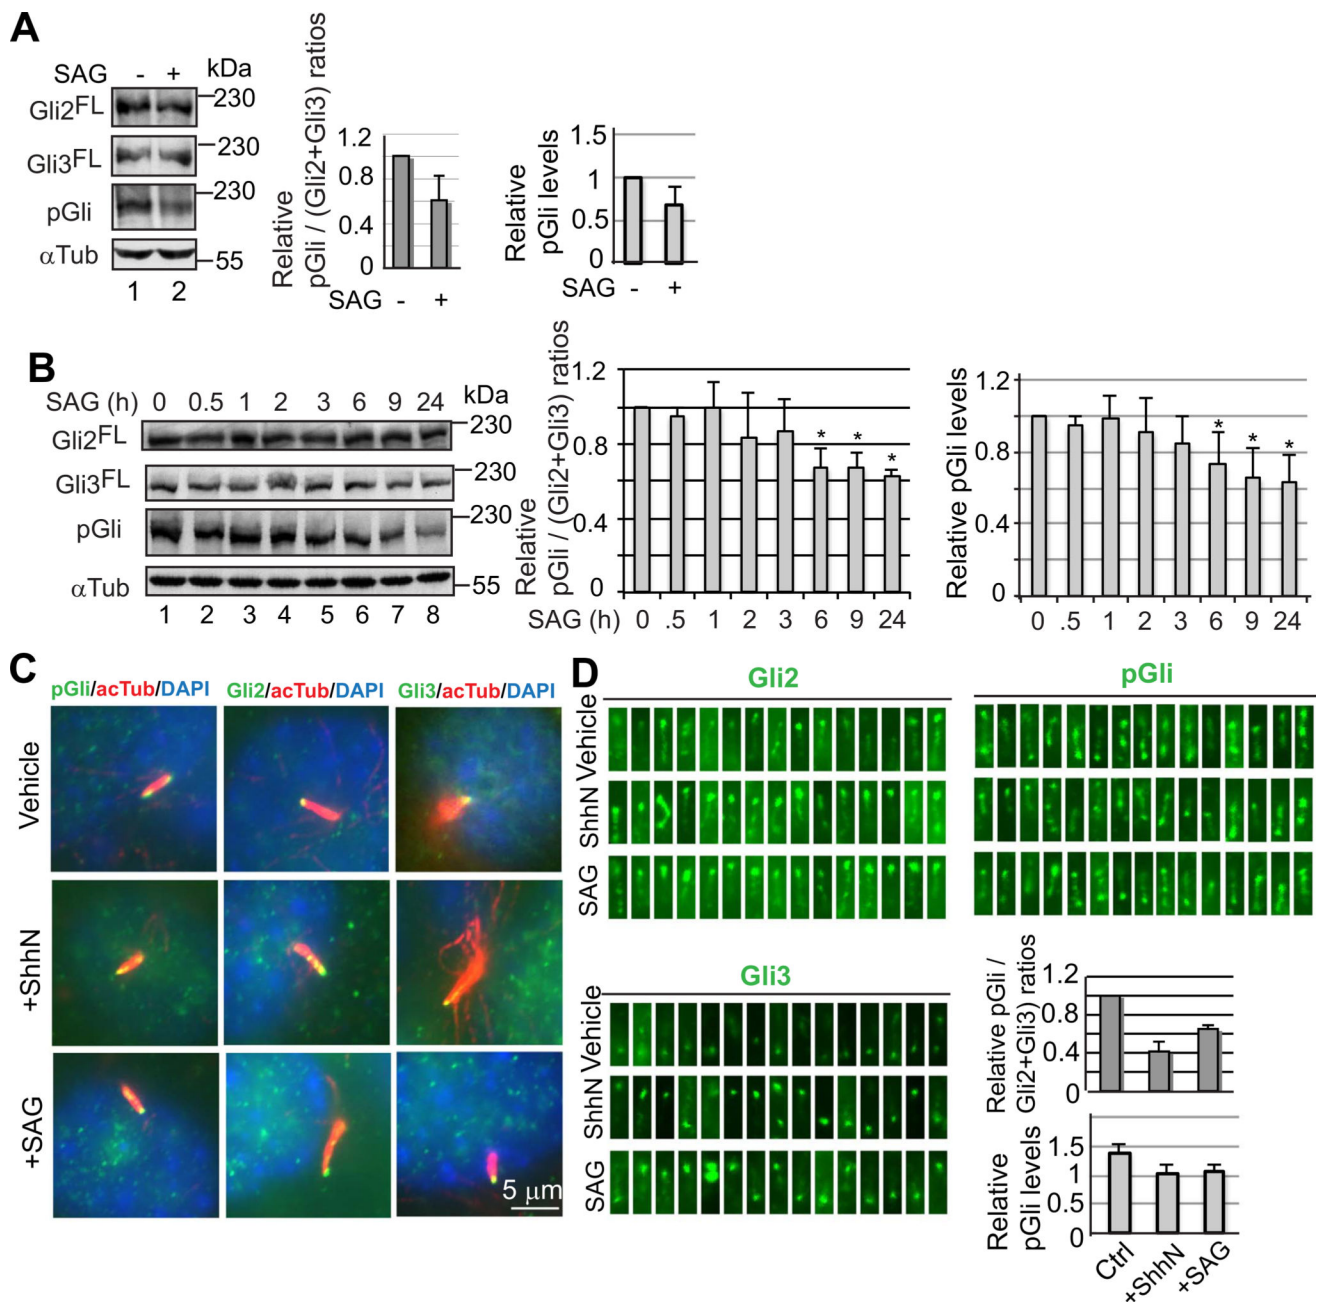 A
SAG - + kDa
Gli2FL 230
Gli3FL 230
pGli 230
αTub 55
1 2
Relative
pGli / (Gli2+Gli3) ratios
1.2
0.8
0.4
0
SAG - +
Relative
pGli levels
1.5
1
0.5
0
SAG - +
B
SAG (h) 0 0.5 1 2 3 6 9 24 kDa
Gli2FL 230
Gli3FL 230
pGli 230
αTub 55
1 2 3 4 5 6 7 8
Relative
pGli / (Gli2+Gli3) ratios
1.2
0.8
0.4
0
* * *
SAG (h) 0 .5 1 2 3 6 9 24
Relative pGli levels
1.2
0.8
0.4
0
* * *
0 .5 1 2 3 6 9 24
C
pGli/acTub/DAPI Gli2/acTub/DAPI Gli3/acTub/DAPI
Vehicle
+ShhN
+SAG
5 μm
D
Gli2
Vehicle
ShhN
SAG
pGli
Gli3
Vehicle
ShhN
SAG
Relative pGli /
Gli2+Gli3) ratios
1.2
0.8
0.4
0
Relative
pGli levels
1.5
1
0.5
0
Ctrl +ShhN +SAG